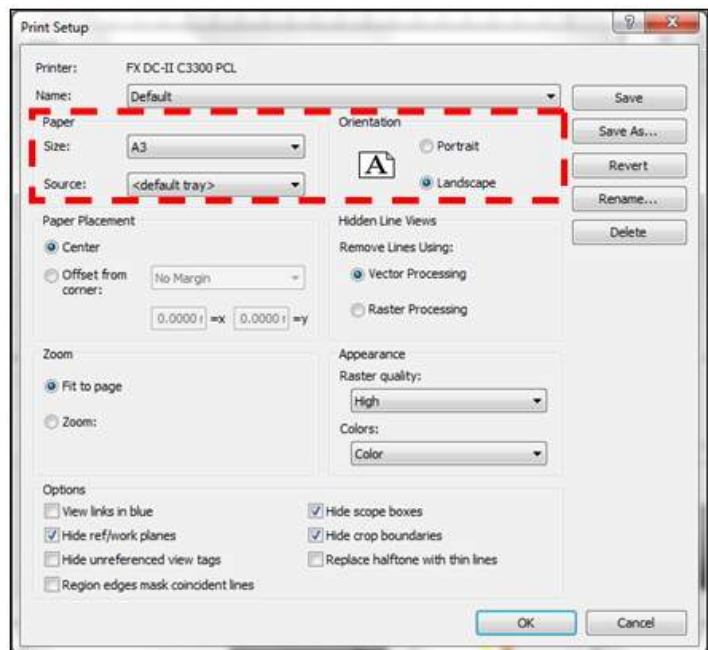 Print Setup
Printer: FX DC-II C3300 PCL
Name: Default
Save
Paper
Size: A3
Source: <default tray>
Orientation
A
Portrait
Landscape
Save As...
Revert
Rename...
Delete
Paper Placement
Center
Offset from corner:
No Margin
0.0000 =x 0.0000 =y
Hidden Line Views
Remove Lines Using:
Vector Processing
Raster Processing
Zoom
Fit to page
Zoom:
Appearance
Raster quality:
High
Colors:
Color
Options
View links in blue
Hide ref/work planes
Hide unreferenced view tags
Region edges mask coincident lines
Hide scope boxes
Hide crop boundaries
Replace halftone with thin lines
OK
Cancel